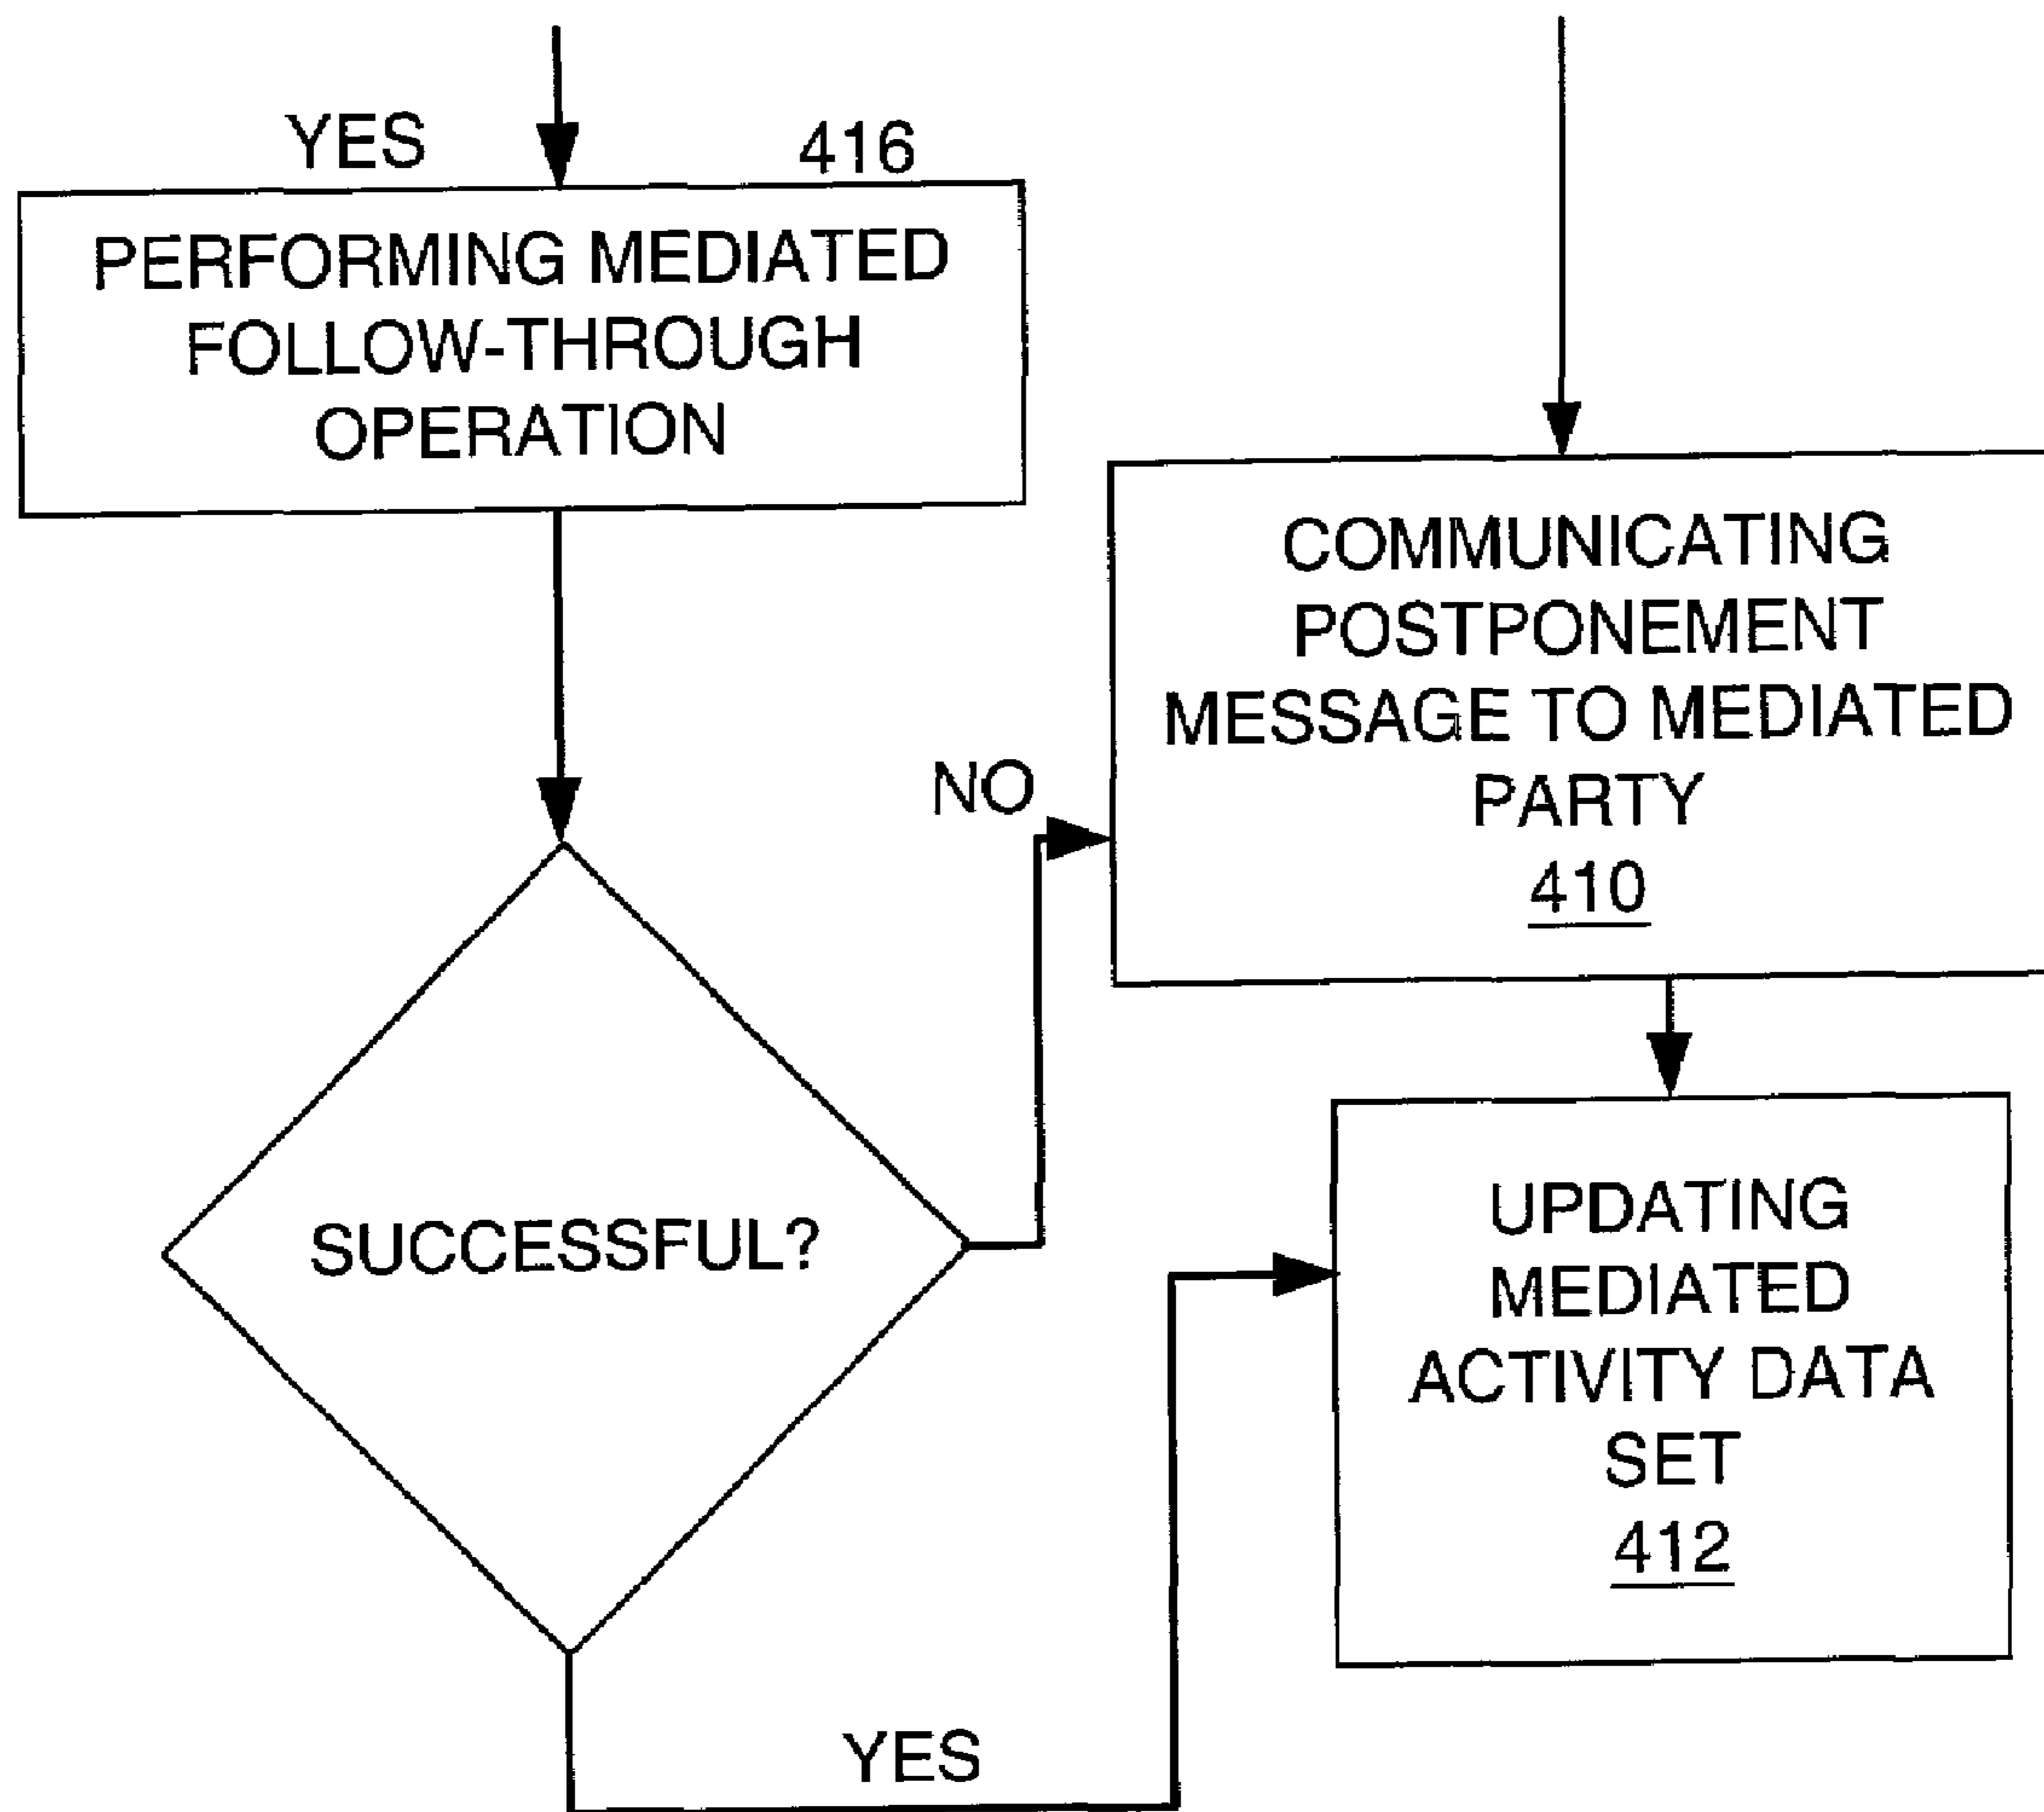 YES
416
PERFORMING MEDIATED
FOLLOW-THROUGH
OPERATION
COMMUNICATING
POSTPONEMENT
MESSAGE TO MEDIATED
PARTY
410
NO
SUCCESSFUL?
UPDATING
MEDIATED
ACTIVITY DATA
SET
412
YES